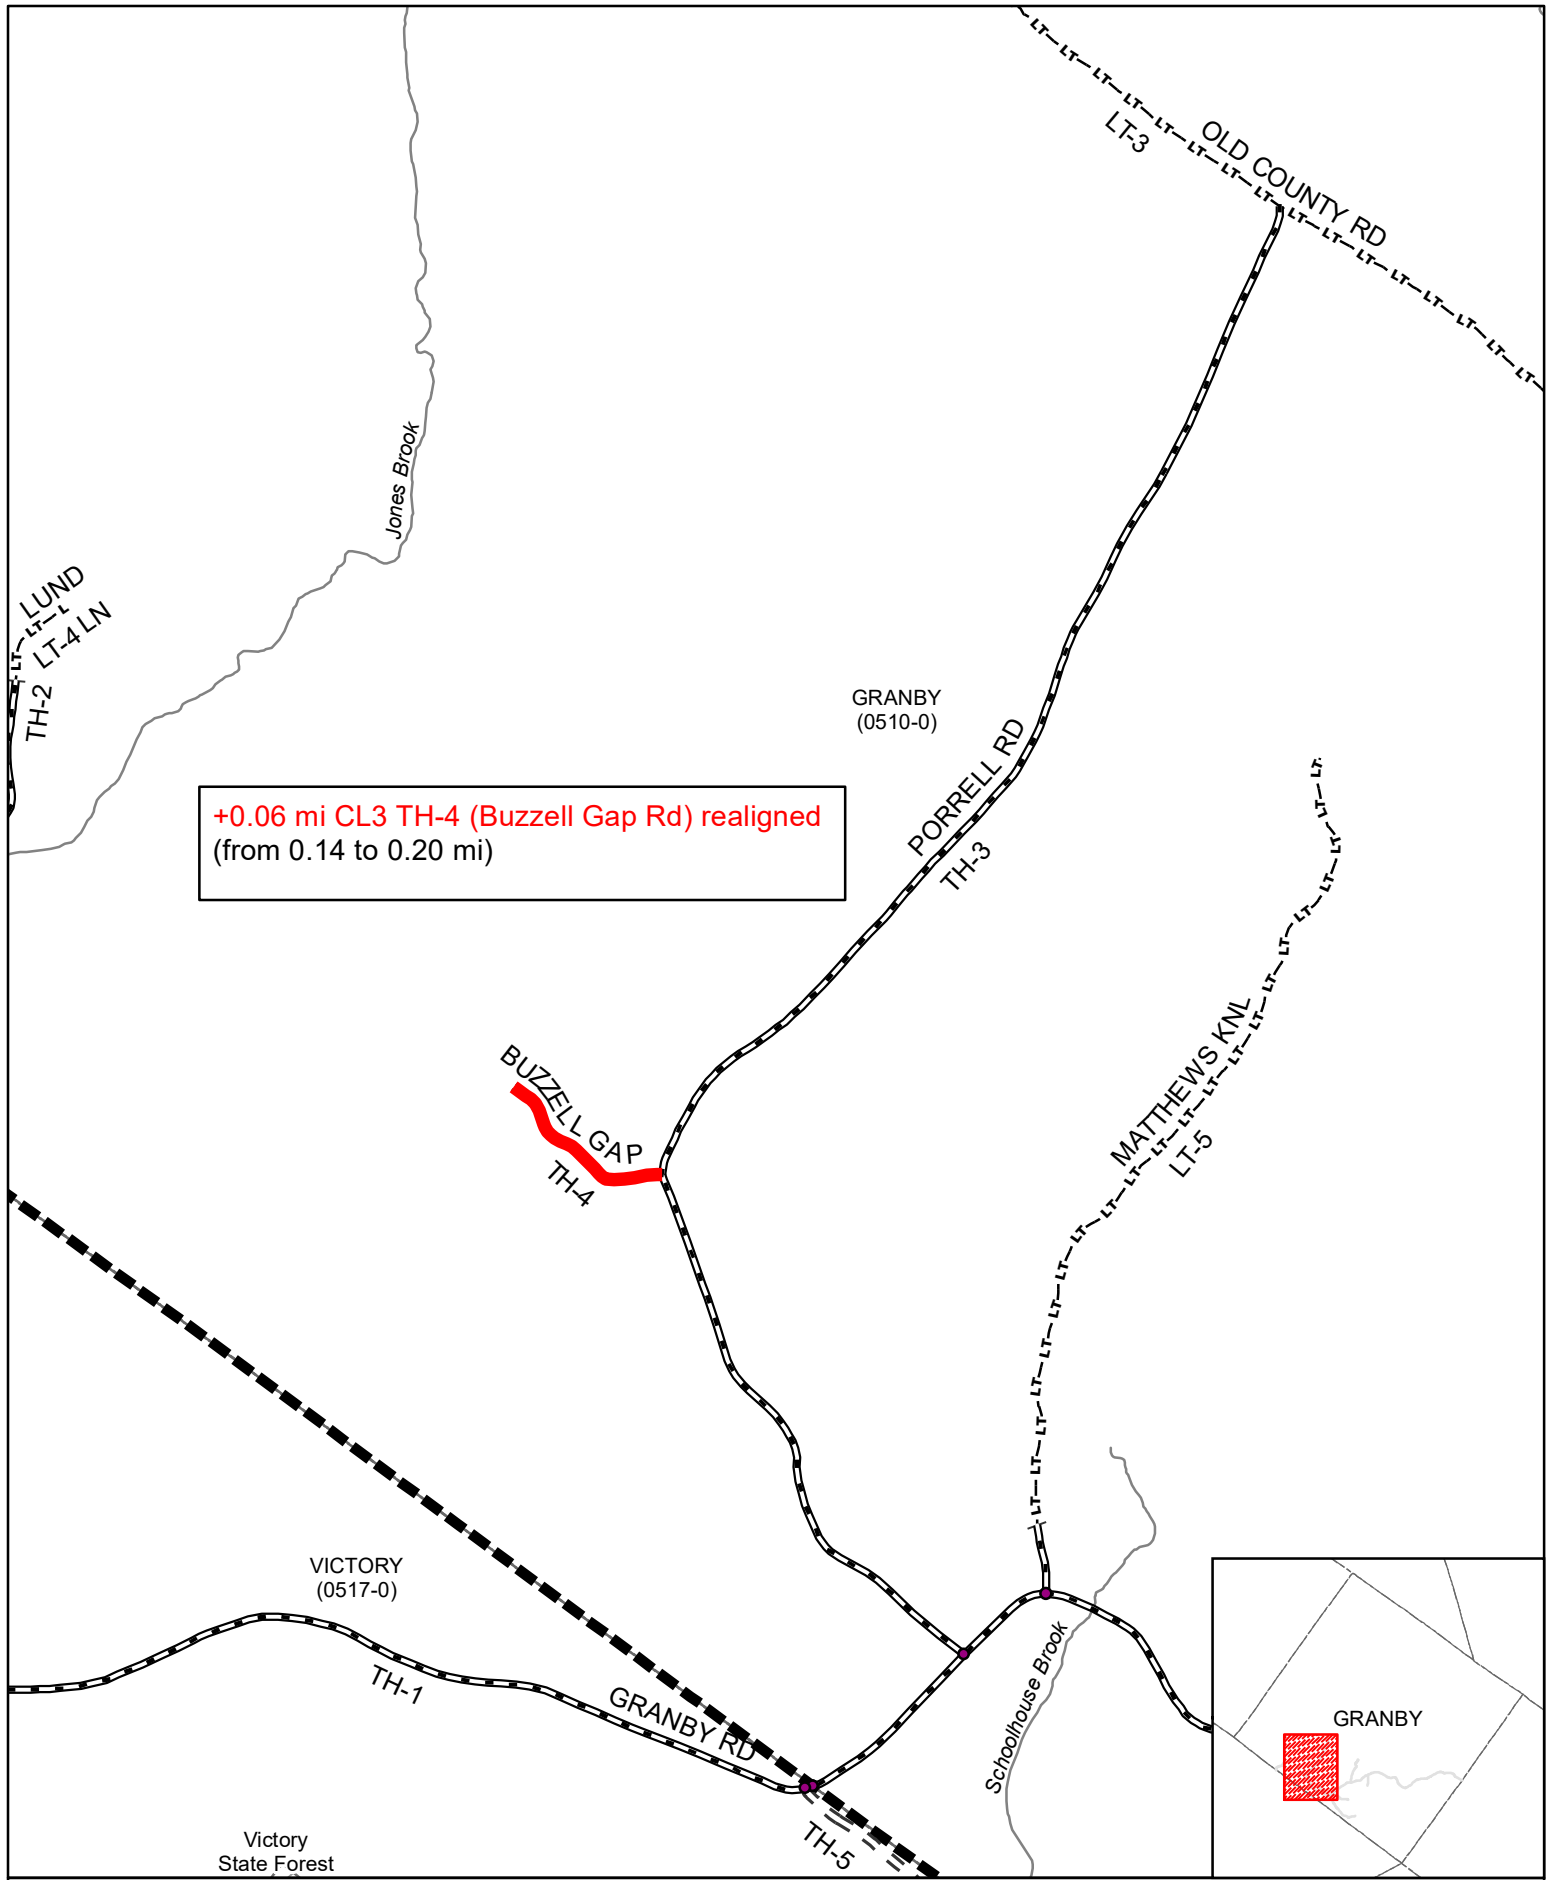 OLD COUNTY RD
LT-3
Jones Brook
LUND
LT-4 LN
TH-2
GRANBY
(0510-0)
PORRELL RD
TH-3
+0.06 mi CL3 TH-4 (Buzzell Gap Rd) realigned
(from 0.14 to 0.20 mi)
MATTHEWS KNL
LT-5
BUZZELL GAP
TH-4
VICTORY
(0517-0)
TH-1
GRANBY RD
Schoolhouse Brook
TH-5
Victory
State Forest
GRANBY